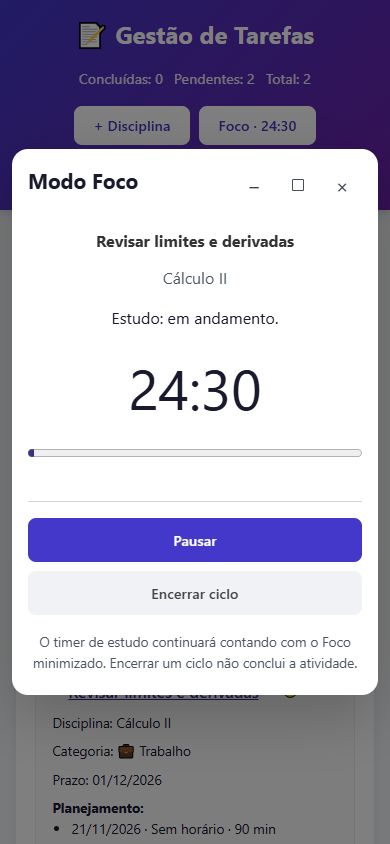 Gestão de Tarefas
Concluídas: 0 Pendentes: 2 Total: 2
+ Disciplina
Foco · 24:30
Modo Foco
Revisar limites e derivadas
Cálculo II
Estudo: em andamento.
24:30
Pausar
Encerrar ciclo
O timer de estudo continuará contando com o Foco
minimizado. Encerrar um ciclo não conclui a atividade.
Revisar limites e derivadas
Disciplina: Cálculo II
Categoria: 💼 Trabalho
Prazo: 01/12/2026
Planejamento:
• 21/11/2026 · Sem horário · 90 min